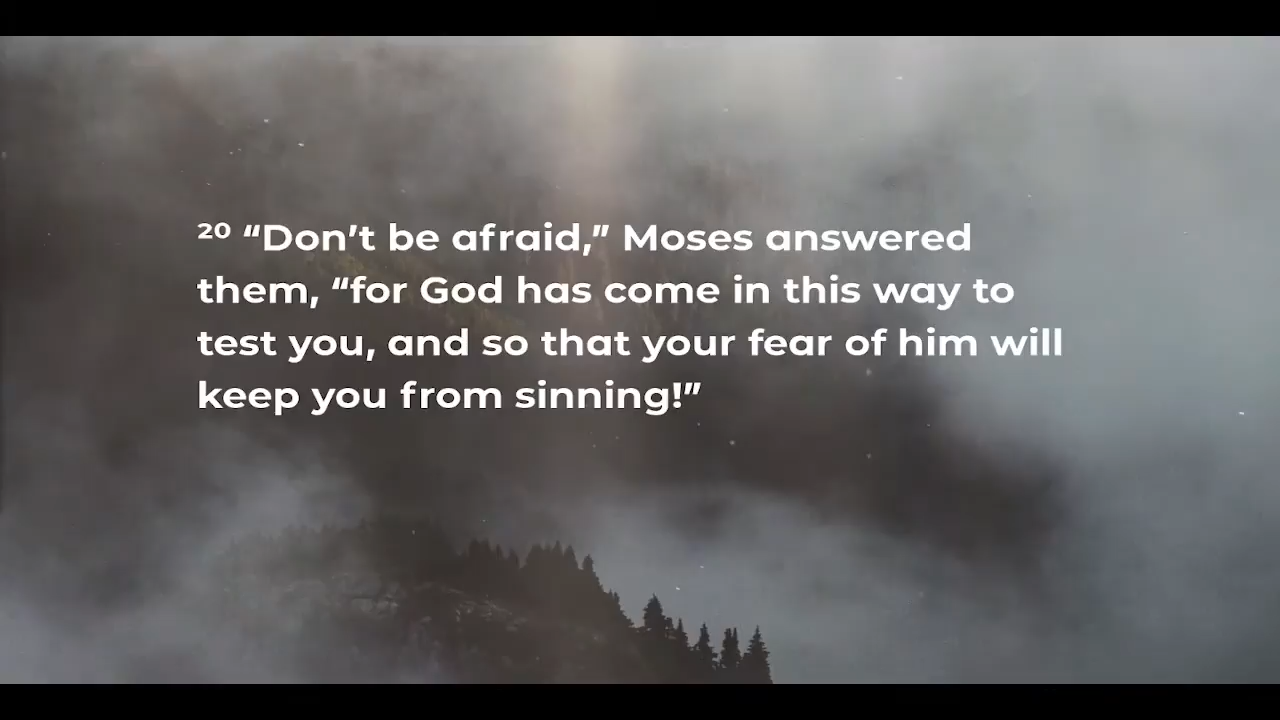 ²⁰ “Don’t be afraid,” Moses answered
them, “for God has come in this way to
test you, and so that your fear of him will
keep you from sinning!”